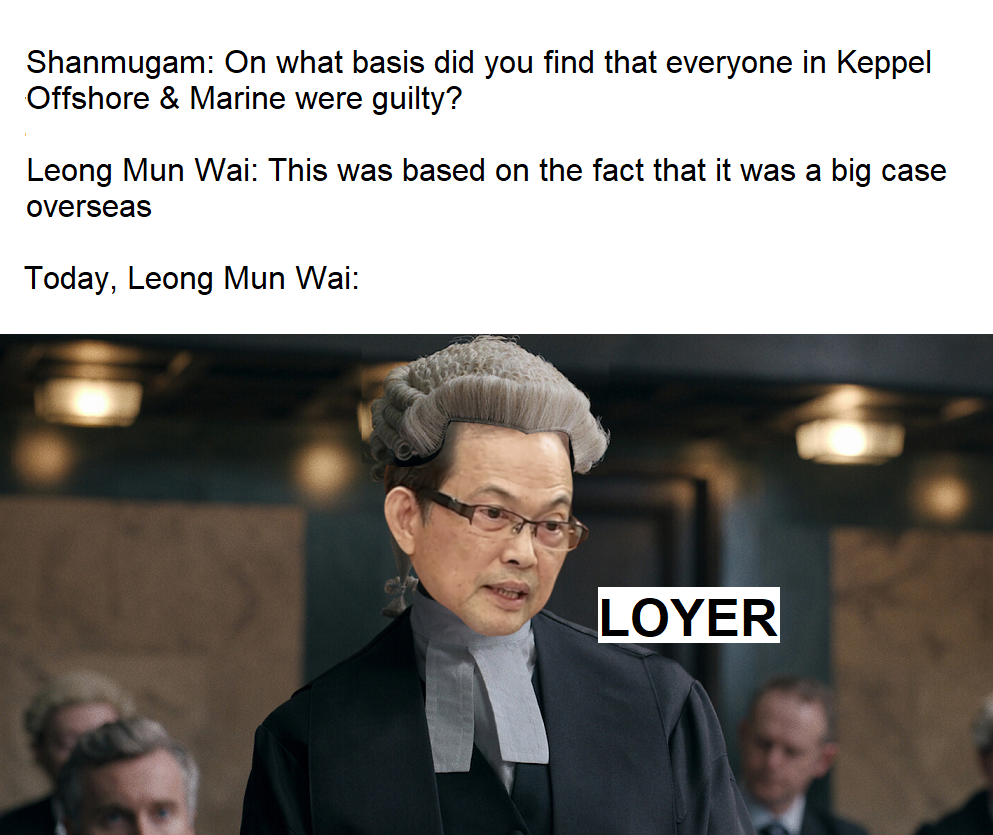 Shanmugam: On what basis did you find that everyone in Keppel
Offshore & Marine were guilty?
Leong Mun Wai: This was based on the fact that it was a big case
overseas
Today, Leong Mun Wai:
LOYER